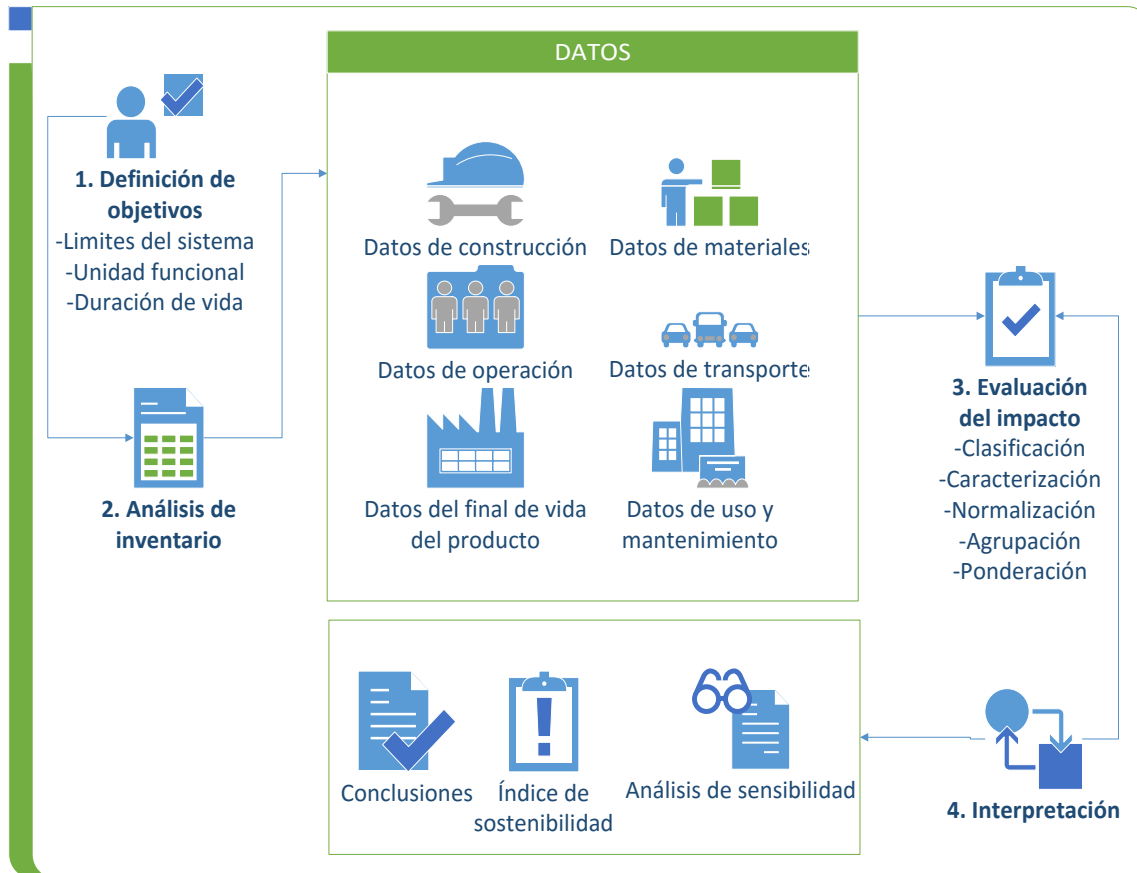 DATOS
1. Definición de
objetivos
-Limites del sistema
-Unidad funcional
-Duración de vida
2. Análisis de
inventario
Datos de construcción
Datos de materiales
Datos de operación
Datos de transporte
Datos del final de vida
del producto
Datos de uso y
mantenimiento
3. Evaluación
del impacto
-Clasificación
-Caracterización
-Normalización
-Agrupación
-Ponderación
4. Interpretación
Conclusiones
Índice de
sostenibilidad
Análisis de sensibilidad